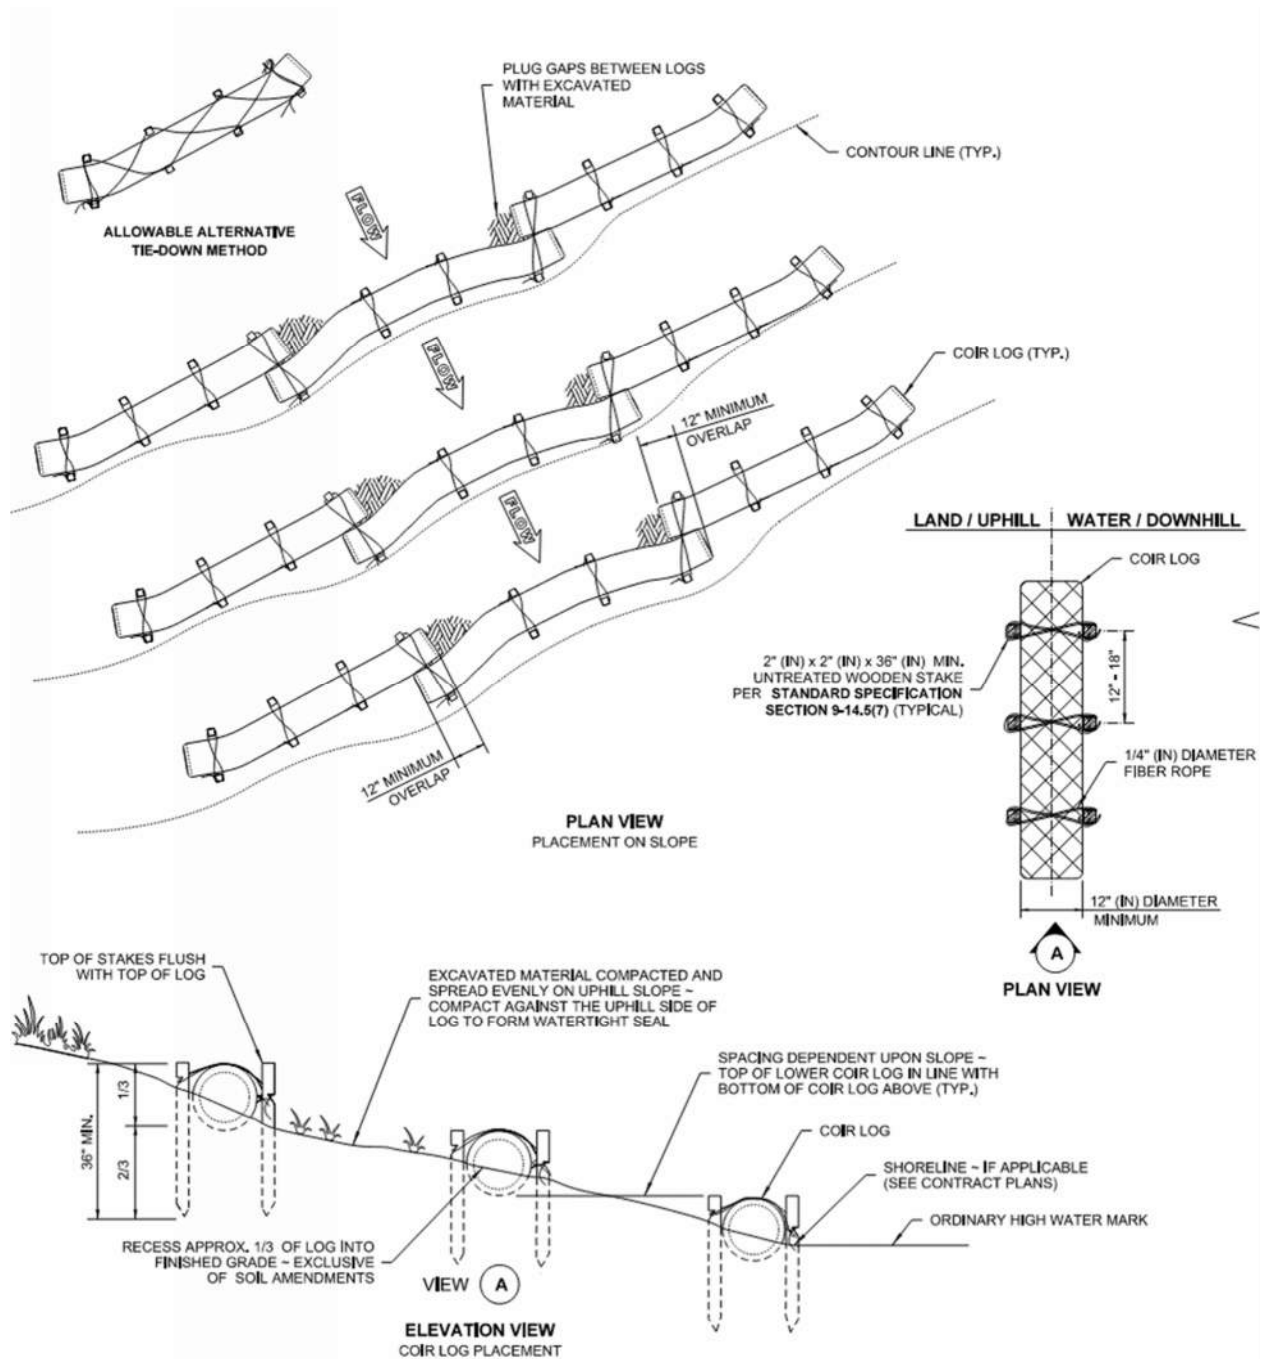 PLUG GAPS BETWEEN LOGS
WITH EXCAVATED
MATERIAL
CONTOUR LINE (TYP.)
ALLOWABLE ALTERNATIVE
TIE-DOWN METHOD
FLOW
FLOW
COIR LOG (TYP.)
12" MINIMUM
OVERLAP
FLOW
LAND / UPHILL
WATER / DOWNHILL
COIR LOG
2" (IN) x 2" (IN) x 36" (IN) MIN.
UNTREATED WOODEN STAKE
PER STANDARD SPECIFICATION
SECTION 9-14.5(7) (TYPICAL)
12" - 18"
1/4" (IN) DIAMETER
FIBER ROPE
12" MINIMUM
OVERLAP
PLAN VIEW
PLACEMENT ON SLOPE
12" (IN) DIAMETER
MINIMUM
A
PLAN VIEW
TOP OF STAKES FLUSH
WITH TOP OF LOG
EXCAVATED MATERIAL COMPACTED AND
SPREAD EVENLY ON UPHILL SLOPE ~
COMPACT AGAINST THE UPHILL SIDE OF
LOG TO FORM WATERTIGHT SEAL
SPACING DEPENDENT UPON SLOPE ~
TOP OF LOWER COIR LOG IN LINE WITH
BOTTOM OF COIR LOG ABOVE (TYP.)
36" MIN.
1/3
2/3
COIR LOG
SHORELINE ~ IF APPLICABLE
(SEE CONTRACT PLANS)
ORDINARY HIGH WATER MARK
RECESS APPROX. 1/3 OF LOG INTO
FINISHED GRADE ~ EXCLUSIVE
OF SOIL AMENDMENTS
VIEW A
ELEVATION VIEW
COIR LOG PLACEMENT